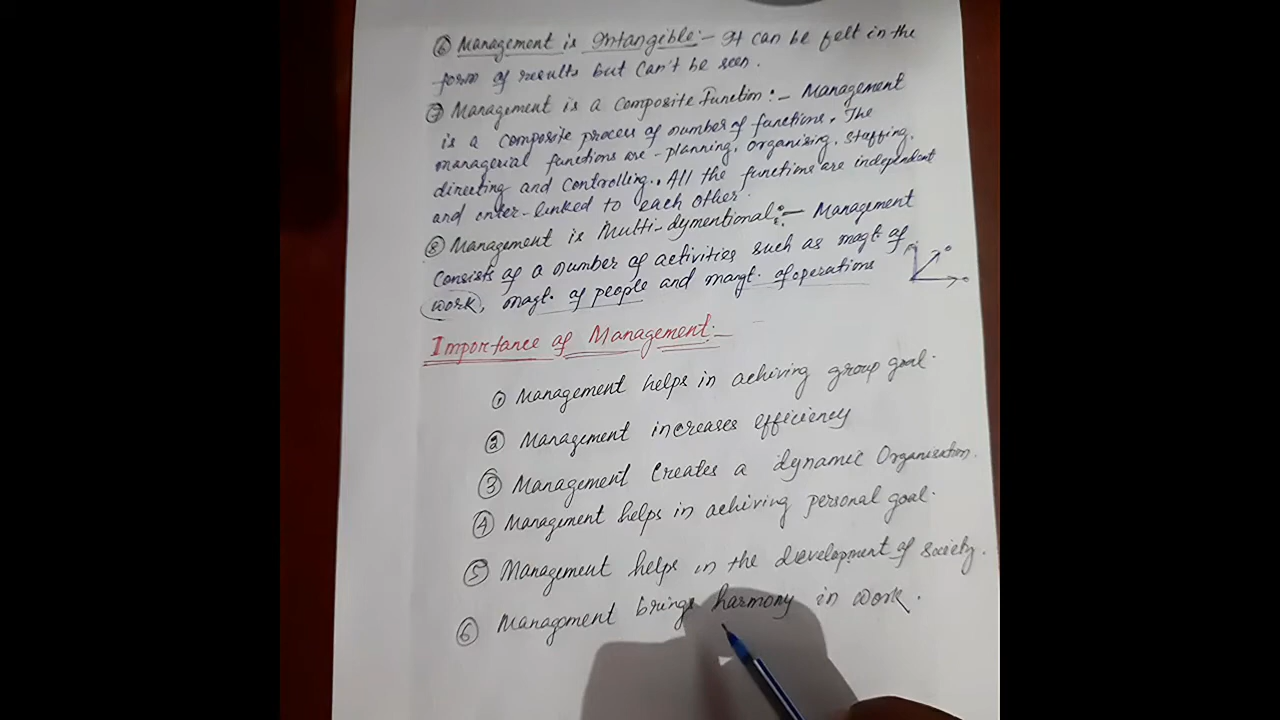 ⑥ Management is Intangible:- It can be felt in the
form of results but can't be seen.
⑦ Management is a Composite Function:- Management
is a composite process of number of functions. The
managerial functions are - planning, organising, staffing,
directing and controlling. All the functions are independent
and inter-linked to each other.
⑧ Management is Multi-dymentional:- Management
Consists of a number of activities such as magt. of
work, magt. of people and mangt. of operations
Importance of Management:-
① Management helps in achiving group goal.
② Management increases efficiency
③ Management Creates a dynamic Organisation.
④ Management helps in achiving personal goal.
⑤ Management helps in the development of society.
⑥ Management brings harmony in work.